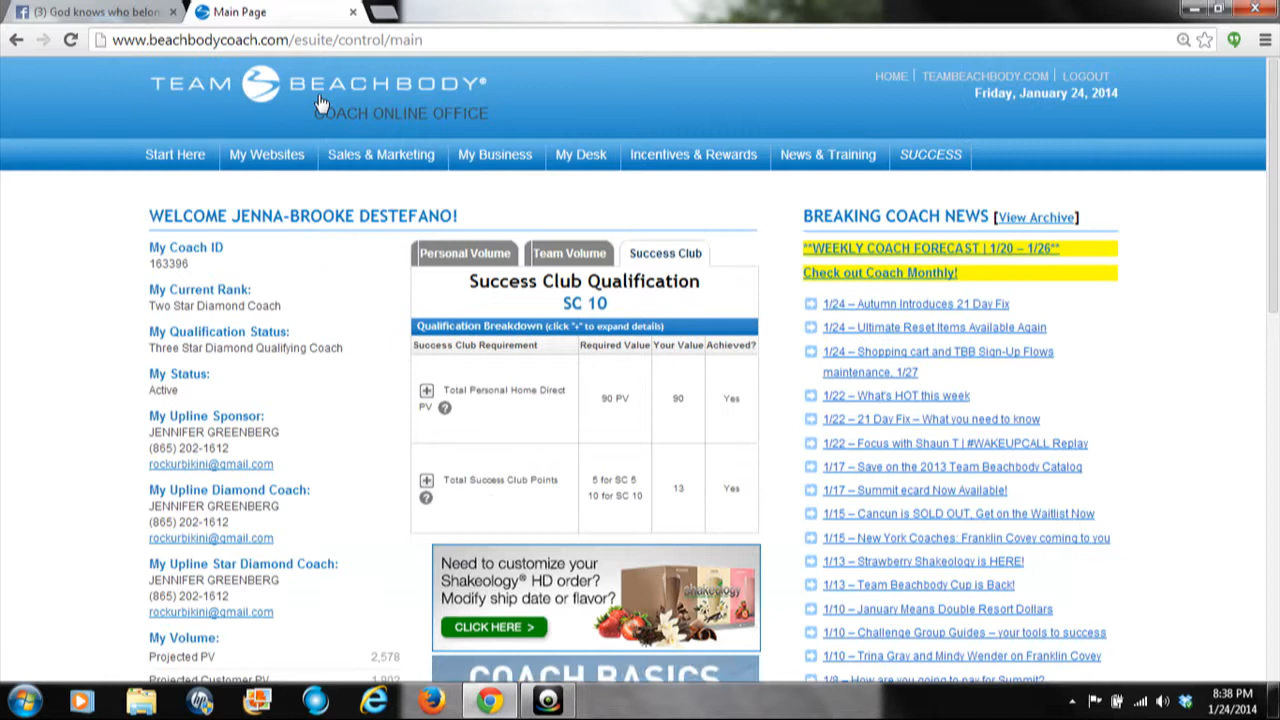 (3) God knows who belon
Main Page
www.beachbodycoach.com/esuite/control/main
TEAM BEACHBODY®
COACH ONLINE OFFICE
HOME | TEAMBEACHBODY.COM | LOGOUT
Friday, January 24, 2014
Start Here
My Websites
Sales & Marketing
My Business
My Desk
Incentives & Rewards
News & Training
SUCCESS
WELCOME JENNA-BROOKE DESTEFANO!
My Coach ID
163396
My Current Rank:
Two Star Diamond Coach
My Qualification Status:
Three Star Diamond Qualifying Coach
My Status:
Active
My Upline Sponsor:
JENNIFER GREENBERG
(865) 202-1612
rockurbikini@gmail.com
My Upline Diamond Coach:
JENNIFER GREENBERG
(865) 202-1612
rockurbikini@gmail.com
My Upline Star Diamond Coach:
JENNIFER GREENBERG
(865) 202-1612
rockurbikini@gmail.com
My Volume:
Projected PV 2,578
Projected Customer PV 1,902
Personal Volume
Team Volume
Success Club
Success Club Qualification
SC 10
Qualification Breakdown (click "+" to expand details)
Success Club Requirement Required Value Your Value Achieved?
Total Personal Home Direct
PV
90 PV 90 Yes
Total Success Club Points
5 for SC 5
10 for SC 10
13 Yes
Need to customize your
Shakeology® HD order?
Modify ship date or flavor?
CLICK HERE >
shakeology
COACH BASICS
BREAKING COACH NEWS [View Archive]
**WEEKLY COACH FORECAST | 1/20 – 1/26**
Check out Coach Monthly!
1/24 – Autumn Introduces 21 Day Fix
1/24 – Ultimate Reset Items Available Again
1/24 – Shopping cart and TBB Sign-Up Flows
maintenance, 1/27
1/22 – What's HOT this week
1/22 – 21 Day Fix – What you need to know
1/22 – Focus with Shaun T | #WAKEUPCALL Replay
1/17 – Save on the 2013 Team Beachbody Catalog
1/17 – Summit ecard Now Available!
1/15 – Cancun is SOLD OUT, Get on the Waitlist Now
1/15 – New York Coaches: Franklin Covey coming to you
1/13 – Strawberry Shakeology is HERE!
1/13 – Team Beachbody Cup is Back!
1/10 – January Means Double Resort Dollars
1/10 – Challenge Group Guides – your tools to success
1/10 – Trina Gray and Mindy Wender on Franklin Covey
1/8 – How are you going to pay for Summit?
8:38 PM
1/24/2014